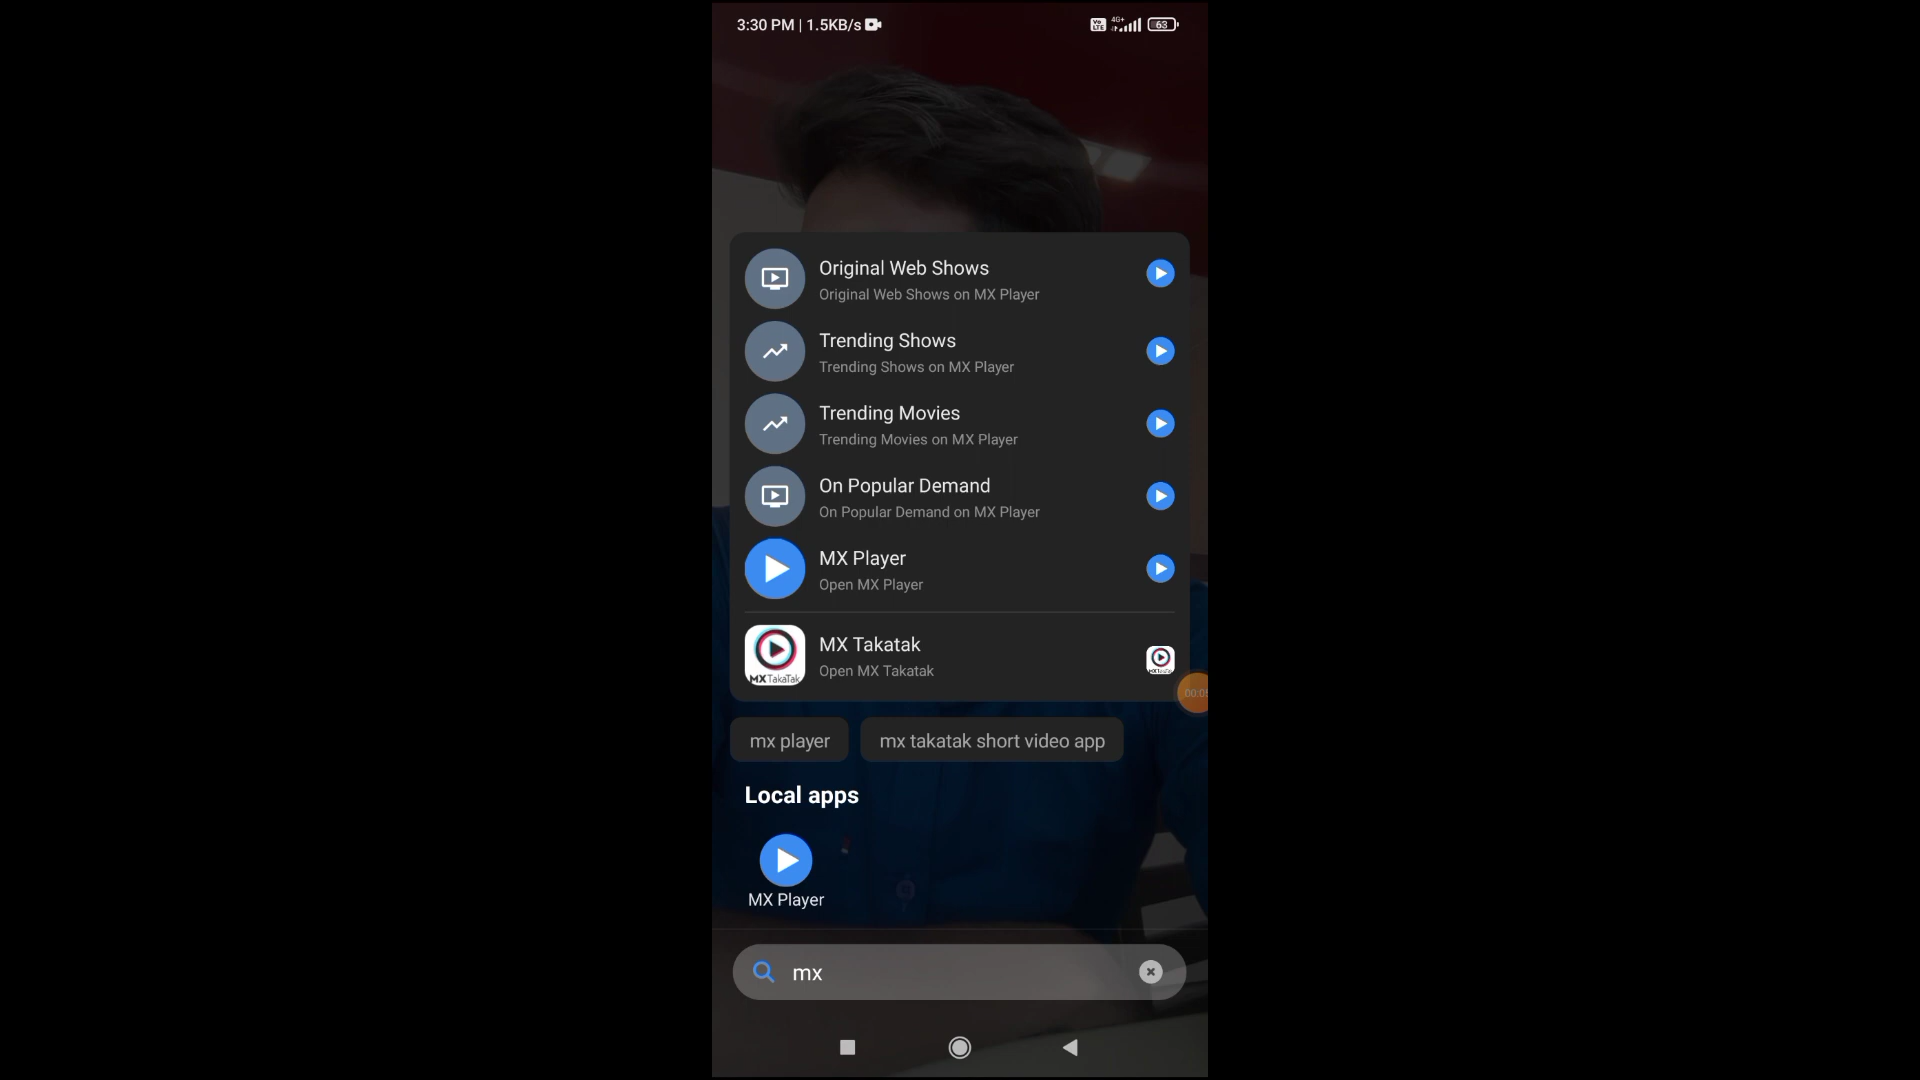 3:30 PM | 1.5KB/s
Vo LTE 4G+ 63
Original Web Shows
Original Web Shows on MX Player
Trending Shows
Trending Shows on MX Player
Trending Movies
Trending Movies on MX Player
On Popular Demand
On Popular Demand on MX Player
MX Player
Open MX Player
MX TakaTak
MX Takatak
Open MX Takatak
mx player
mx takatak short video app
Local apps
MX Player
mx